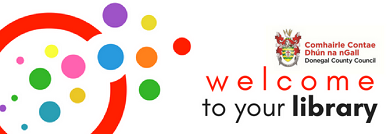 Comhairle Contae
Dhún na nGall
Donegal County Council
welcome
to your library